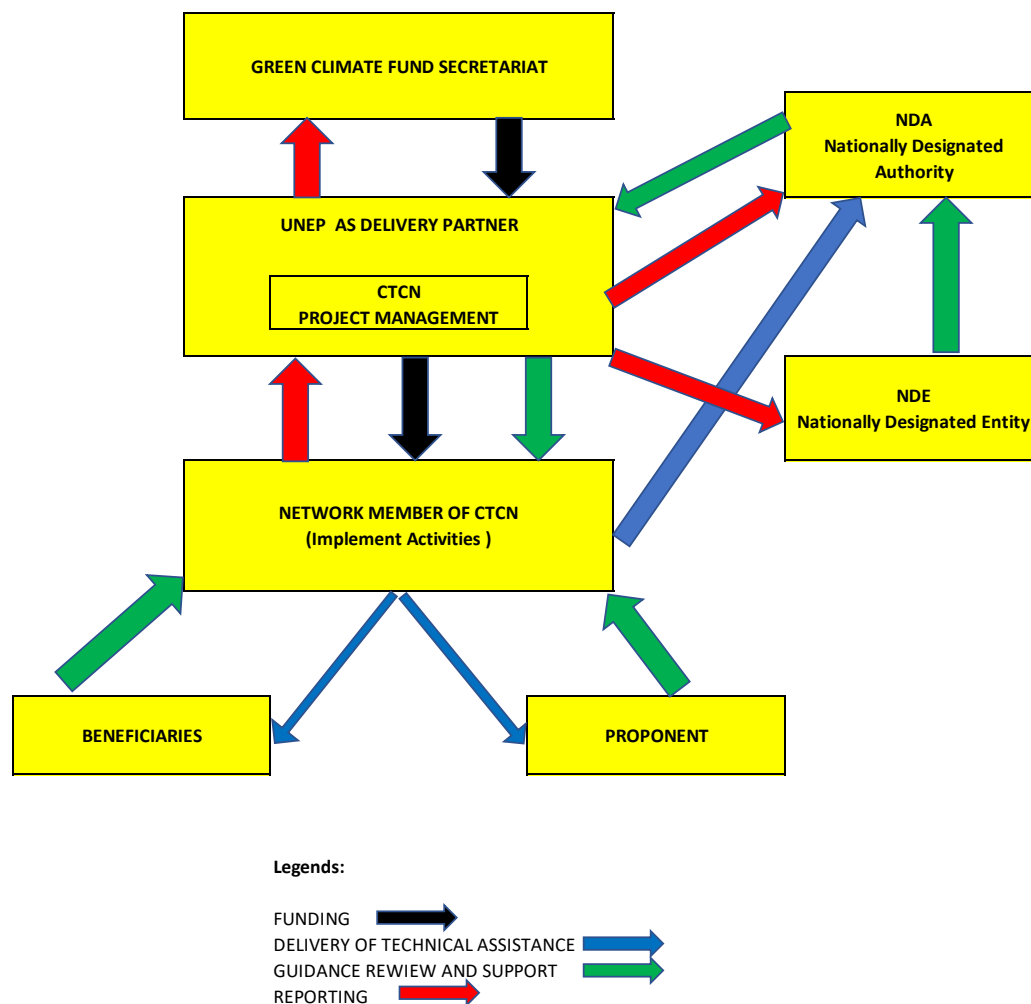 GREEN CLIMATE FUND SECRETARIAT
NDA
Nationally Designated
Authority
UNEP AS DELIVERY PARTNER
CTCN
PROJECT MANAGEMENT
NDE
Nationally Designated Entity
NETWORK MEMBER OF CTCN
(Implement Activities )
BENEFICIARIES
PROPONENT
Legends:
FUNDING
DELIVERY OF TECHNICAL ASSISTANCE
GUIDANCE REWIEW AND SUPPORT
REPORTING